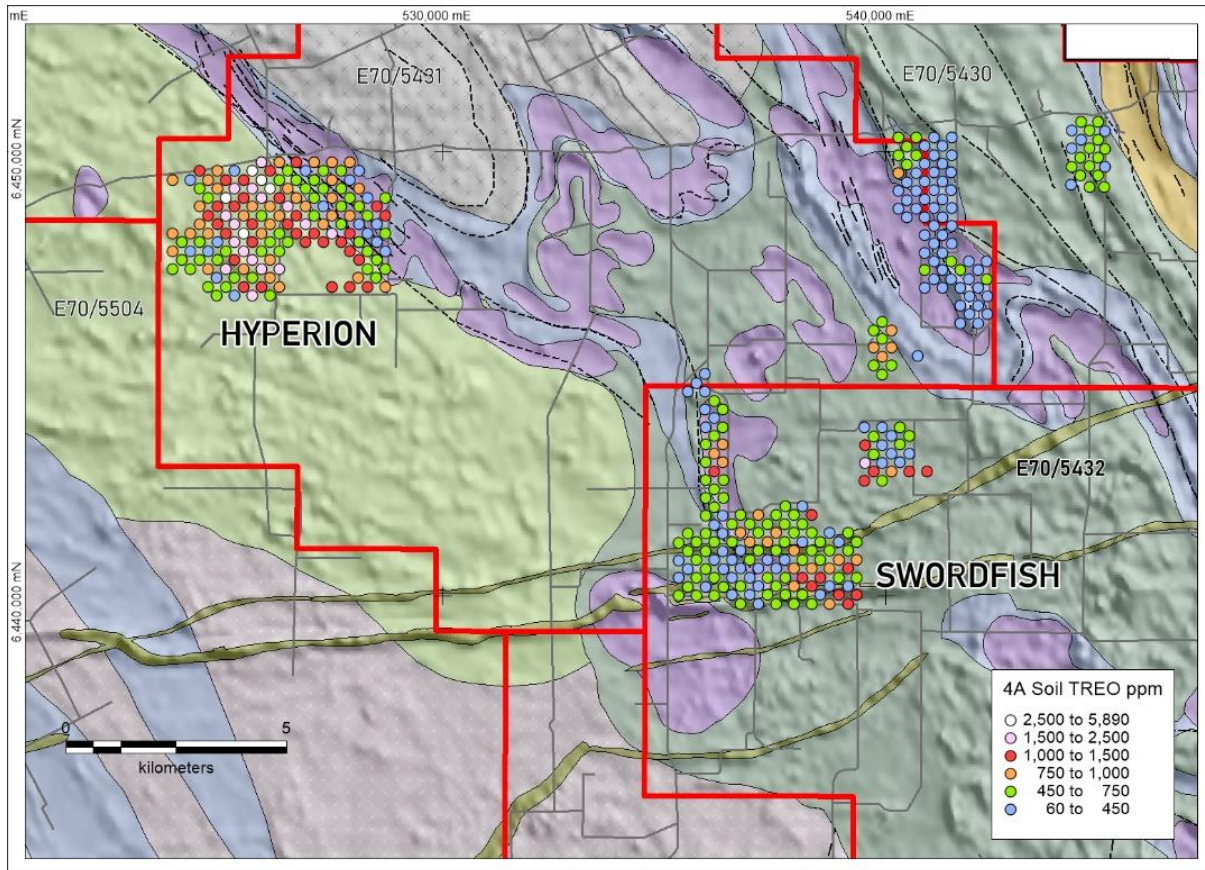 mE
530,000 mE
540,000 mE
E70/5431
E70/5430
6,450,000 mN
E70/5504
HYPERION
E70/5432
SWORDFISH
6,440,000 mN
0
5
kilometers
4A Soil TREO ppm
2,500 to 5,890
1,500 to 2,500
1,000 to 1,500
750 to 1,000
450 to 750
60 to 450